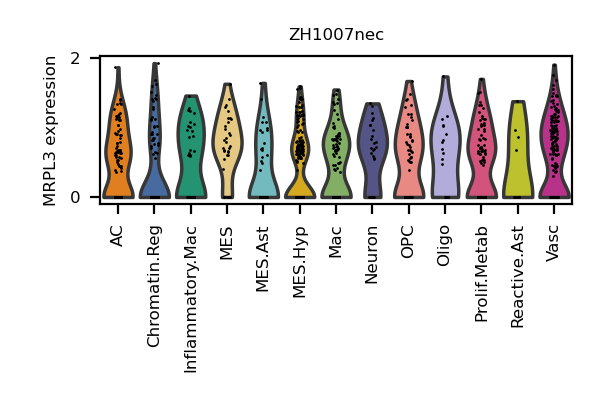 ZH1007nec
MRPL3 expression
2
0
AC
Chromatin.Reg
Inflammatory.Mac
MES
MES.Ast
MES.Hyp
Mac
Neuron
OPC
Oligo
Prolif.Metab
Reactive.Ast
Vasc